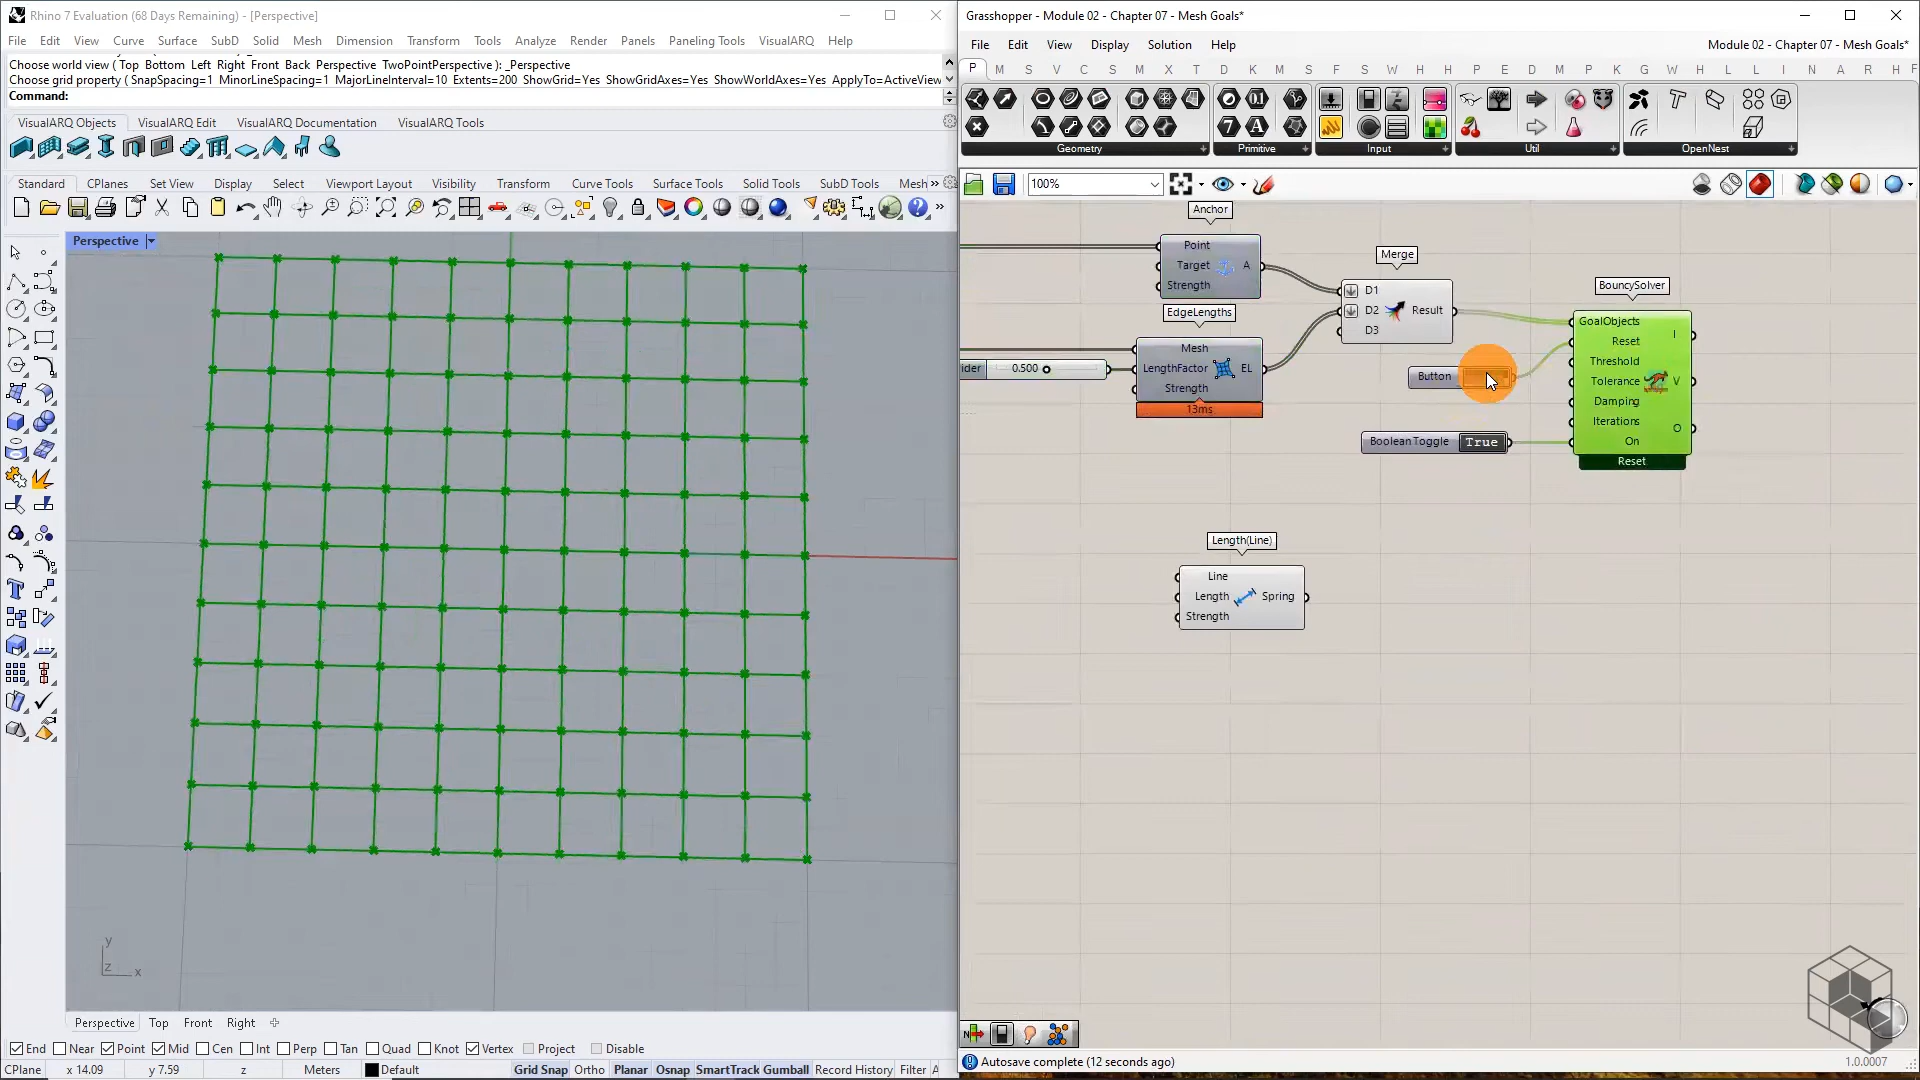 Rhino 7 Evaluation (68 Days Remaining) - [Perspective]
File Edit View Curve Surface SubD Solid Mesh Dimension Transform Tools Analyze Render Panels Paneling Tools VisualARQ Help
Choose world view ( Top Bottom Left Right Front Back Perspective TwoPointPerspective ): _Perspective
Choose grid property ( SnapSpacing=1 MinorLineSpacing=1 MajorLineInterval=10 Extents=200 ShowGrid=Yes ShowGridAxes=Yes ShowWorldAxes=Yes ApplyTo=ActiveView
Command:
VisualARQ Objects VisualARQ Edit VisualARQ Documentation VisualARQ Tools
Standard CPlanes Set View Display Select Viewport Layout Visibility Transform Curve Tools Surface Tools Solid Tools SubD Tools Mesh »
Perspective
y
z x
Perspective Top Front Right
End Near Point Mid Cen Int Perp Tan Quad Knot Vertex Project Disable
CPlane x 14.09 y 7.59 z Meters Default Grid Snap Ortho Planar Osnap SmartTrack Gumball Record History Filter A
Grasshopper - Module 02 - Chapter 07 - Mesh Goals*
File Edit View Display Solution Help Module 02 - Chapter 07 - Mesh Goals*
P M S V C S M X T D A F S W H H P S E D M P K G W L L I N A R H F
Geometry Primitive Input Util OpenNest
100%
Anchor
Point
Target A
Strength
EdgeLengths
Mesh
LengthFactor EL
Strength
13ms
ider 0.500
Merge
D1
D2 Result
D3
Button
Boolean Toggle True
BouncySolver
GoalObjects
Reset
Threshold
Tolerance
Damping
Iterations
On
I
V
O
Reset
Length(Line)
Line
Length Spring
Strength
Autosave complete (12 seconds ago)
1.0.0007